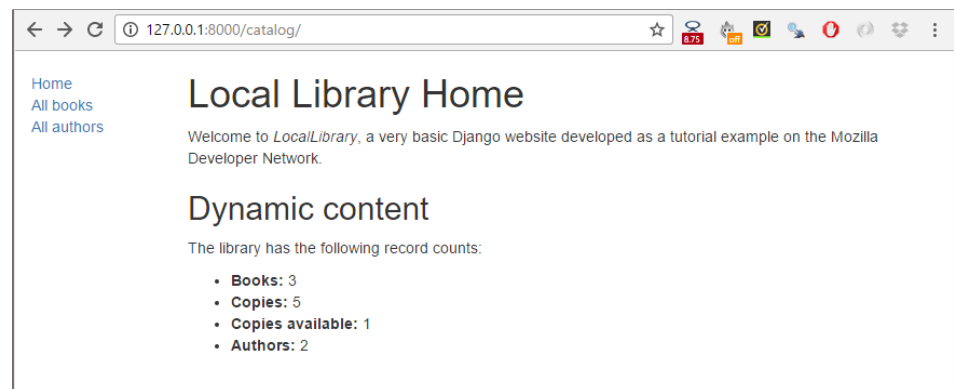 127.0.0.1:8000/catalog/
8.75
off
Home
All books
All authors
Local Library Home
Welcome to LocalLibrary, a very basic Django website developed as a tutorial example on the Mozilla
Developer Network.
Dynamic content
The library has the following record counts:
• Books: 3
• Copies: 5
• Copies available: 1
• Authors: 2